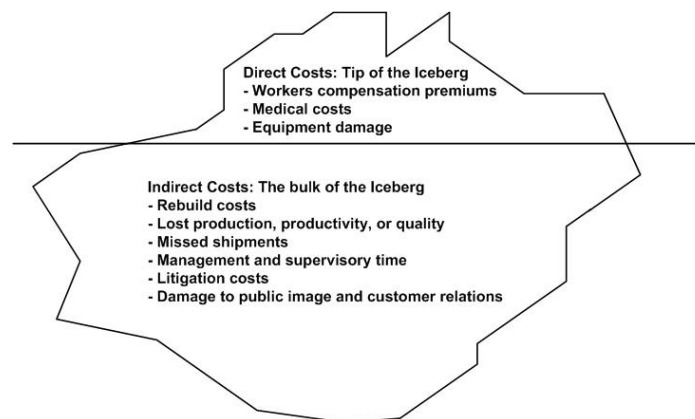 Direct Costs: Tip of the Iceberg
- Workers compensation premiums
- Medical costs
- Equipment damage
Indirect Costs: The bulk of the Iceberg
- Rebuild costs
- Lost production, productivity, or quality
- Missed shipments
- Management and supervisory time
- Litigation costs
- Damage to public image and customer relations